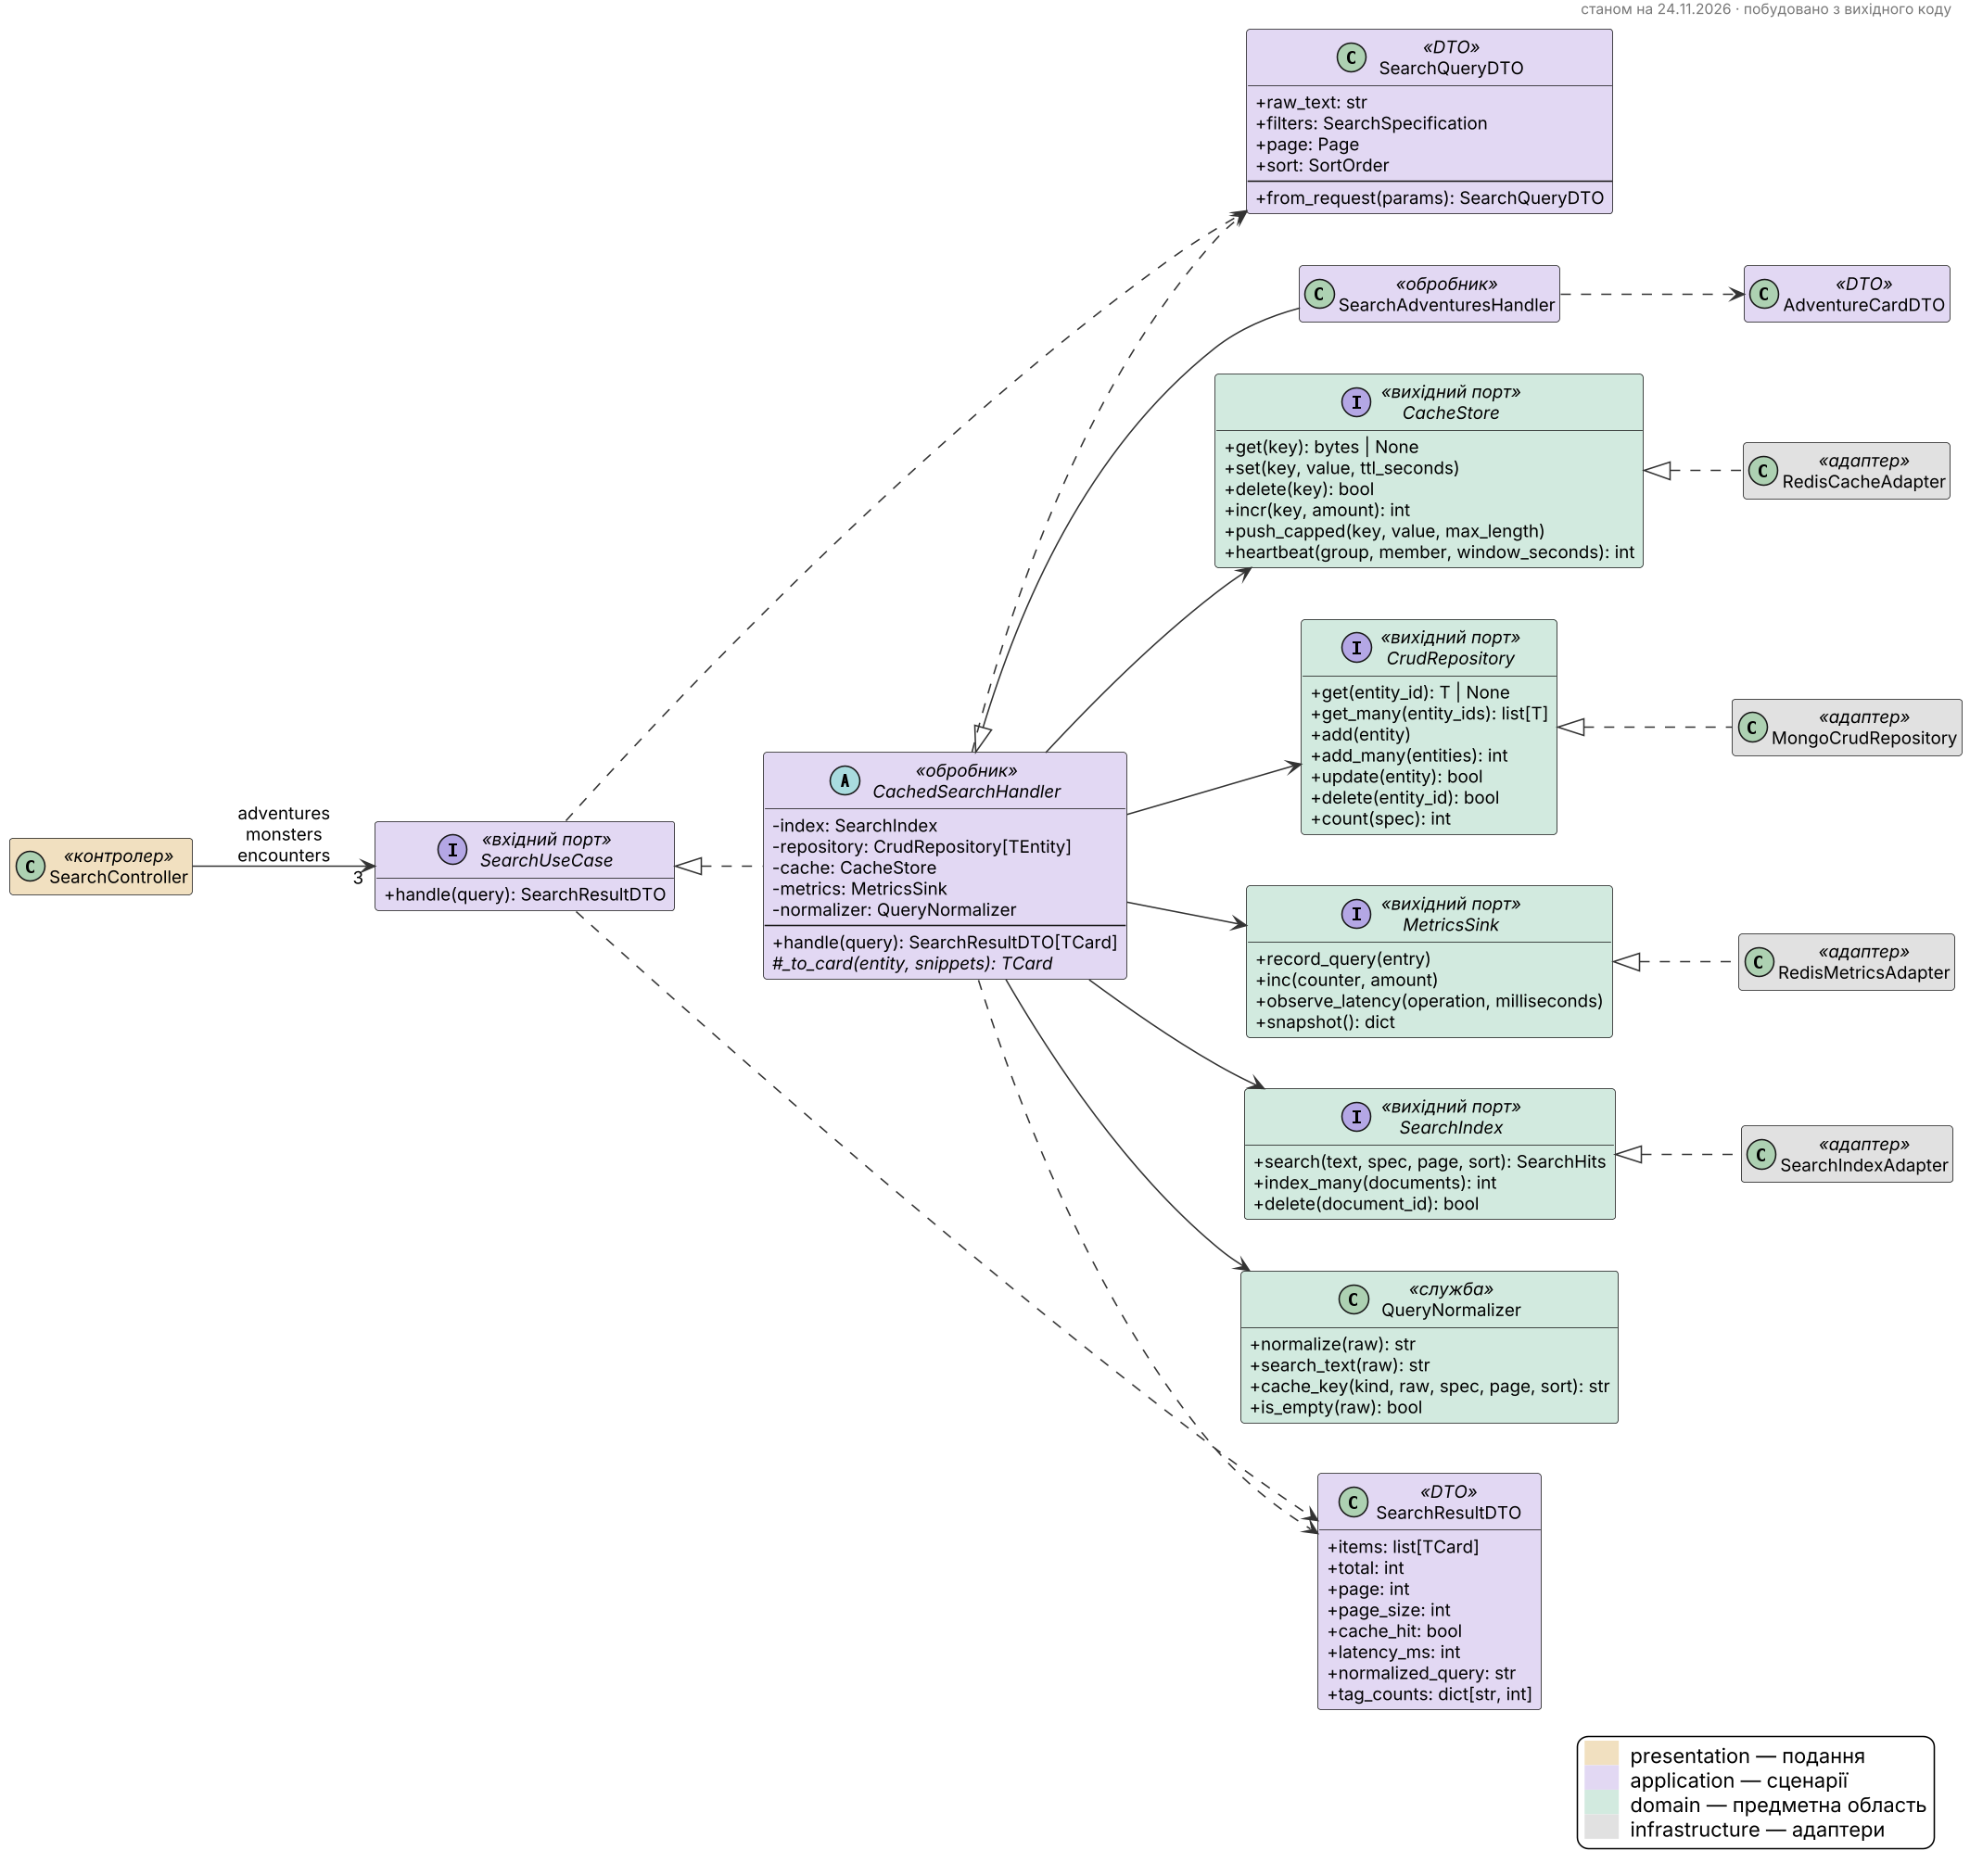 станом на 24.11.2026 · побудовано з вихідного коду
«DTO»
SearchQueryDTO
+raw_text: str
+filters: SearchSpecification
+page: Page
+sort: SortOrder
+from_request(params): SearchQueryDTO
«обробник»
SearchAdventuresHandler
«DTO»
AdventureCardDTO
«вихідний порт»
CacheStore
+get(key): bytes | None
+set(key, value, ttl_seconds)
+delete(key): bool
+incr(key, amount): int
+push_capped(key, value, max_length)
+heartbeat(group, member, window_seconds): int
«адаптер»
RedisCacheAdapter
«вихідний порт»
CrudRepository
+get(entity_id): T | None
+get_many(entity_ids): list[T]
+add(entity)
+add_many(entities): int
+update(entity): bool
+delete(entity_id): bool
+count(spec): int
«адаптер»
MongoCrudRepository
«контролер»
SearchController
adventures
monsters
encounters
3
«вхідний порт»
SearchUseCase
+handle(query): SearchResultDTO
«обробник»
CachedSearchHandler
-index: SearchIndex
-repository: CrudRepository[TEntity]
-cache: CacheStore
-metrics: MetricsSink
-normalizer: QueryNormalizer
+handle(query): SearchResultDTO[TCard]
#_to_card(entity, snippets): TCard
«вихідний порт»
MetricsSink
+record_query(entry)
+inc(counter, amount)
+observe_latency(operation, milliseconds)
+snapshot(): dict
«адаптер»
RedisMetricsAdapter
«вихідний порт»
SearchIndex
+search(text, spec, page, sort): SearchHits
+index_many(documents): int
+delete(document_id): bool
«адаптер»
SearchIndexAdapter
«служба»
QueryNormalizer
+normalize(raw): str
+search_text(raw): str
+cache_key(kind, raw, spec, page, sort): str
+is_empty(raw): bool
«DTO»
SearchResultDTO
+items: list[TCard]
+total: int
+page: int
+page_size: int
+cache_hit: bool
+latency_ms: int
+normalized_query: str
+tag_counts: dict[str, int]
presentation — подання
application — сценарії
domain — предметна область
infrastructure — адаптери